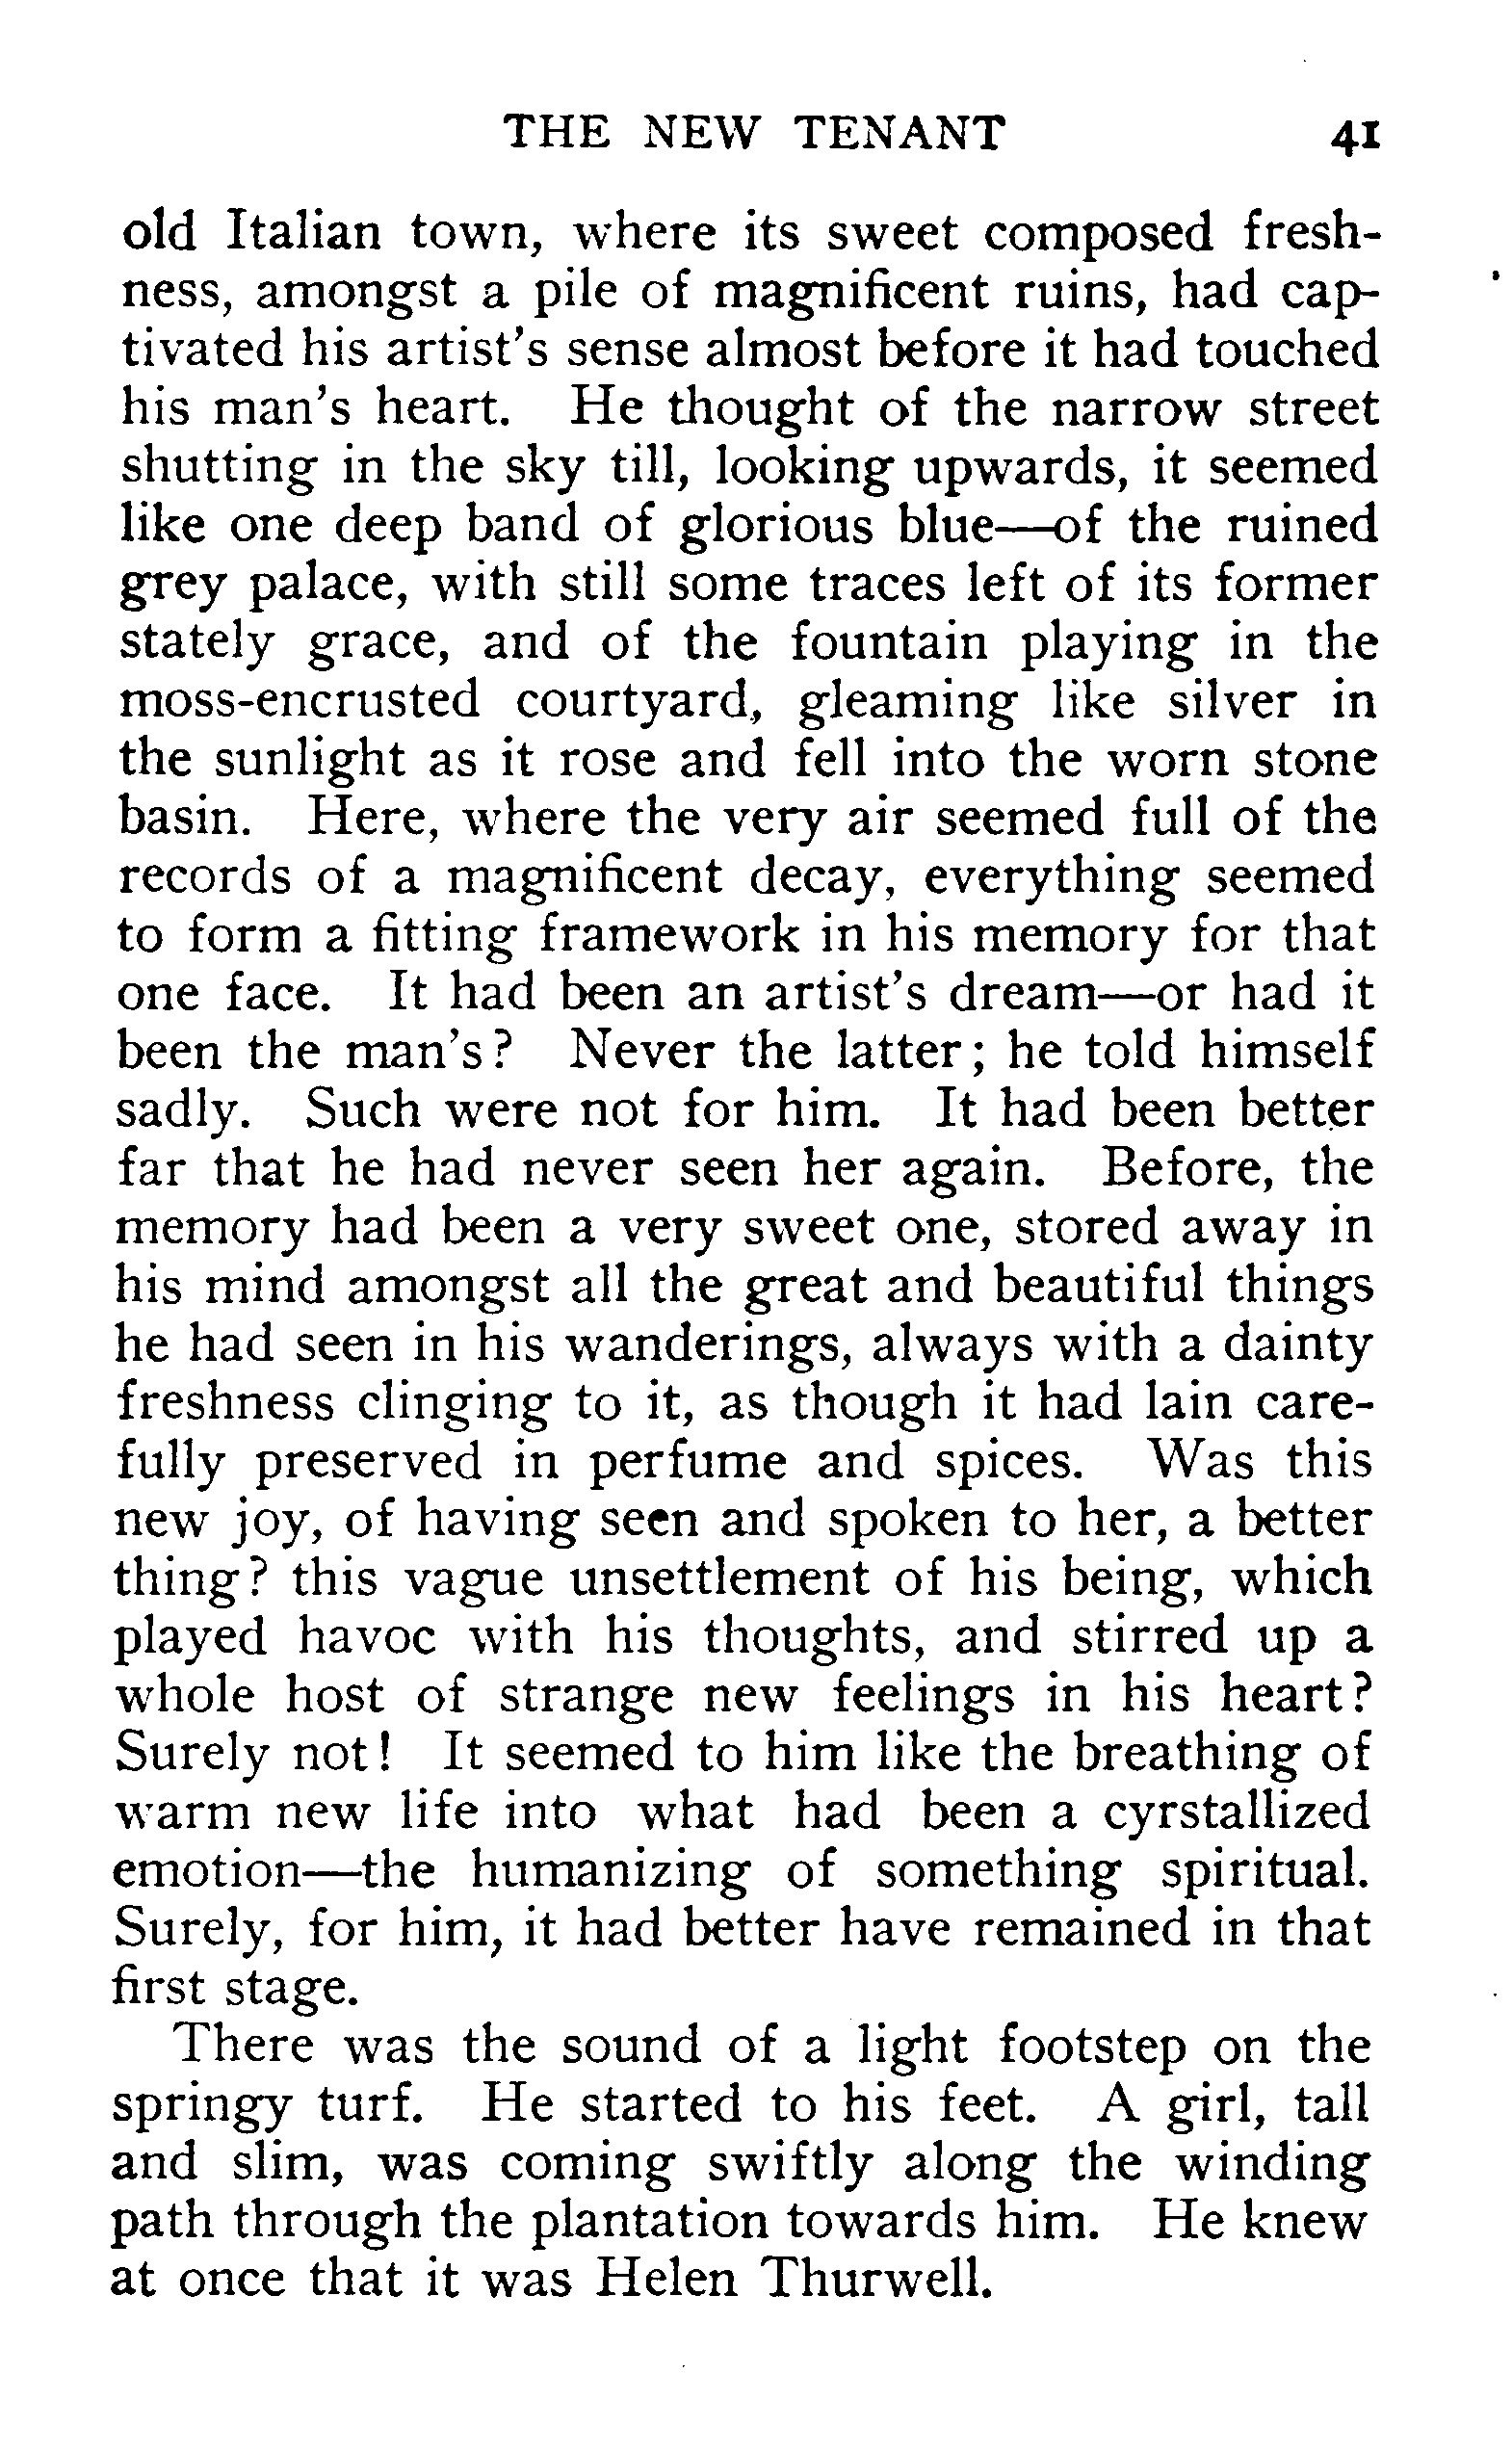 THE NEW TENANT 41
old Italian town, where its sweet composed fresh-
ness, amongst a pile of magnificent ruins, had cap-
tivated his artist's sense almost before it had touched
his man's heart. He thought of the narrow street
shutting in the sky till, looking upwards, it seemed
like one deep band of glorious blue—of the ruined
grey palace, with still some traces left of its former
stately grace, and of the fountain playing in the
moss-encrusted courtyard, gleaming like silver in
the sunlight as it rose and fell into the worn stone
basin. Here, where the very air seemed full of the
records of a magnificent decay, everything seemed
to form a fitting framework in his memory for that
one face. It had been an artist's dream—or had it
been the man's? Never the latter; he told himself
sadly. Such were not for him. It had been better
far that he had never seen her again. Before, the
memory had been a very sweet one, stored away in
his mind amongst all the great and beautiful things
he had seen in his wanderings, always with a dainty
freshness clinging to it, as though it had lain care-
fully preserved in perfume and spices. Was this
new joy, of having seen and spoken to her, a better
thing? this vague unsettlement of his being, which
played havoc with his thoughts, and stirred up a
whole host of strange new feelings in his heart?
Surely not! It seemed to him like the breathing of
warm new life into what had been a cyrstallized
emotion—the humanizing of something spiritual.
Surely, for him, it had better have remained in that
first stage.
There was the sound of a light footstep on the
springy turf. He started to his feet. A girl, tall
and slim, was coming swiftly along the winding
path through the plantation towards him. He knew
at once that it was Helen Thurwell.